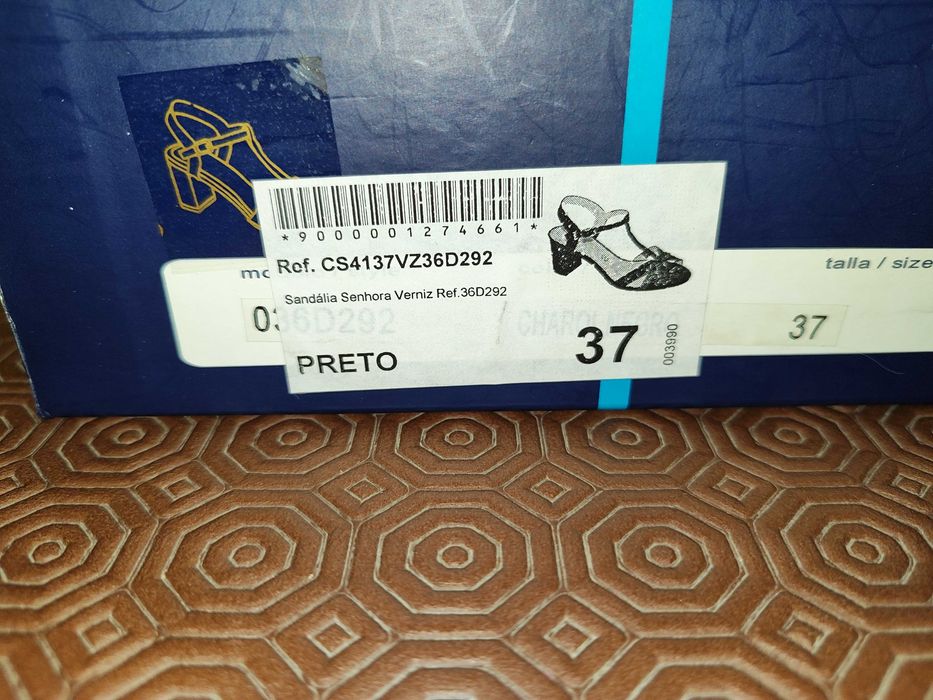 *9000001274661*
Ref. CS4137VZ36D292
Sandália Senhora Verniz Ref.36D292
PRETO
37
003990
talla / size
036D292
CHAROL NEGRO
37